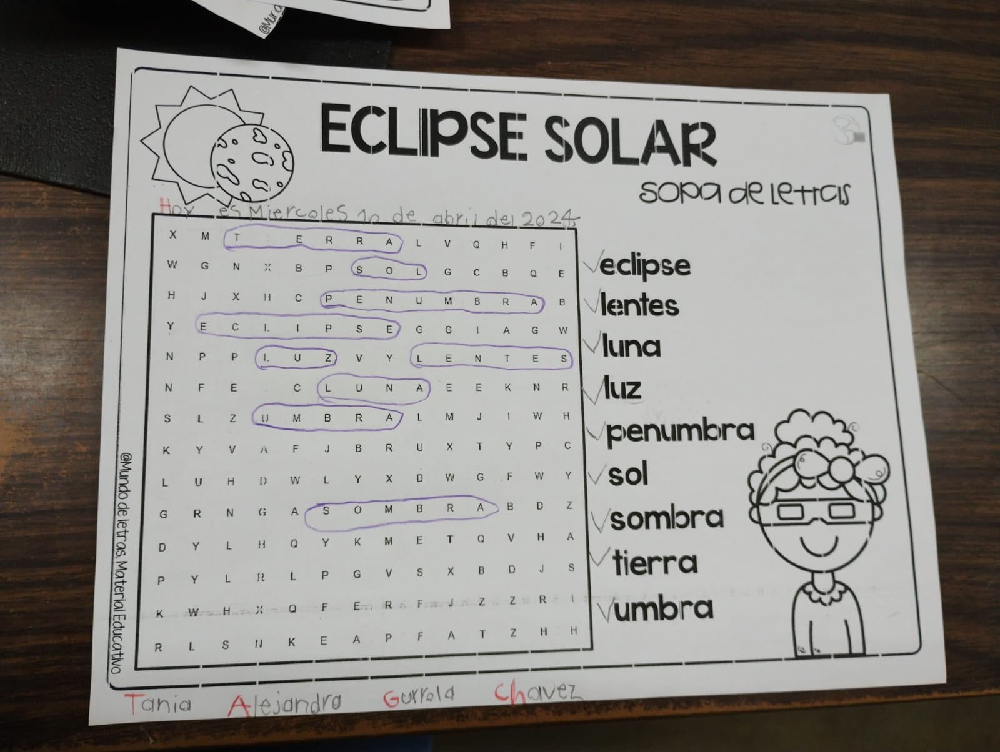 @Mund
ECLIPSE SOLAR
sopa de letras
Hoy es Miercoles 10 de abril del 2024
X M T E R R A L V Q H F I
W G N X B P S O L G C B Q E
H J X H C P E N U M B R A B
Y E C L I P S E G G I A G W
N P P L U Z V Y L E N T E S
N F E C L U N A E E K N R
S L Z U M B R A L M J I W H
K Y V A F J B R U X T Y P C
L U H D W L Y X D W G F W Y
G R N G A S O M B R A B D Z
D Y L H Q Y K M E T Q V H A
P Y L R L P G V S X B D J S
K W H X Q F E R F J Z Z R I
R L S N K E A P F A T Z H H
eclipse
lentes
luna
luz
penumbra
sol
sombra
tierra
umbra
@Mundo de letras. Material Educativo
Tania Alejandra Gurrola Chavez